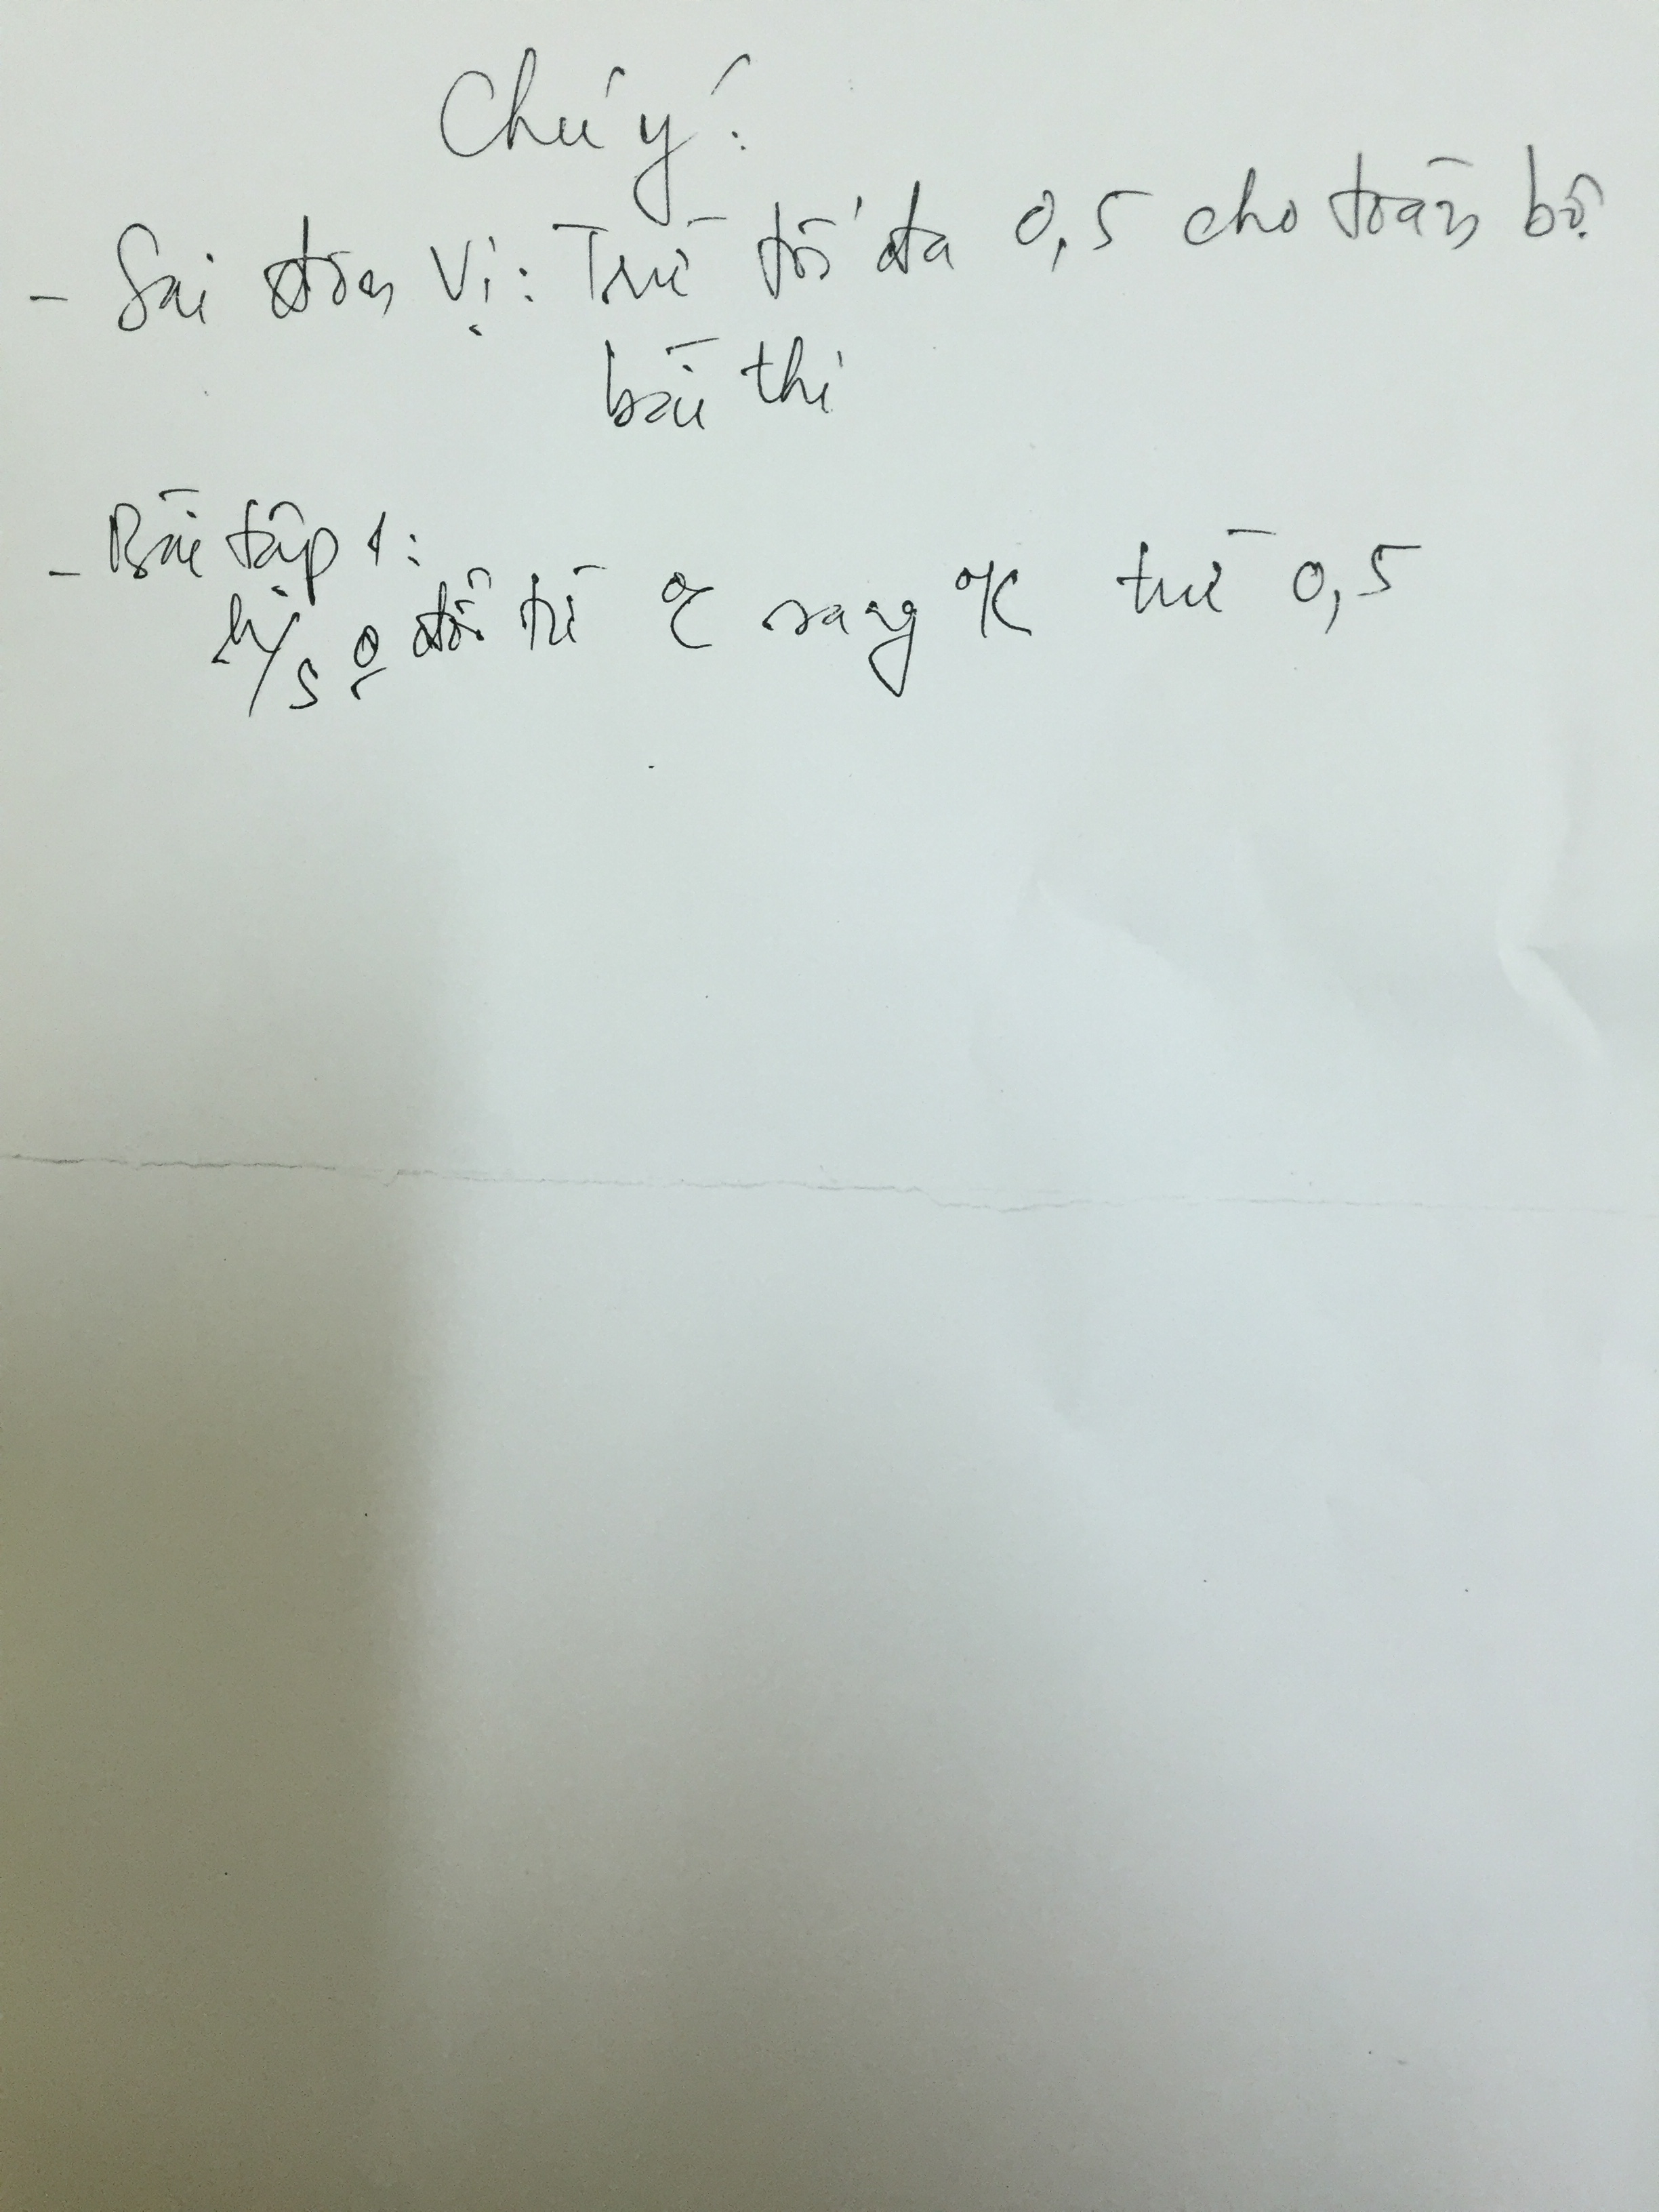 Chú ý:
- Sai đơn vị: Trừ tối đa 0,5 cho toàn bộ
bài thi
- Bài tập 1:
h/s 0 đổi từ °C sang °K trừ 0,5